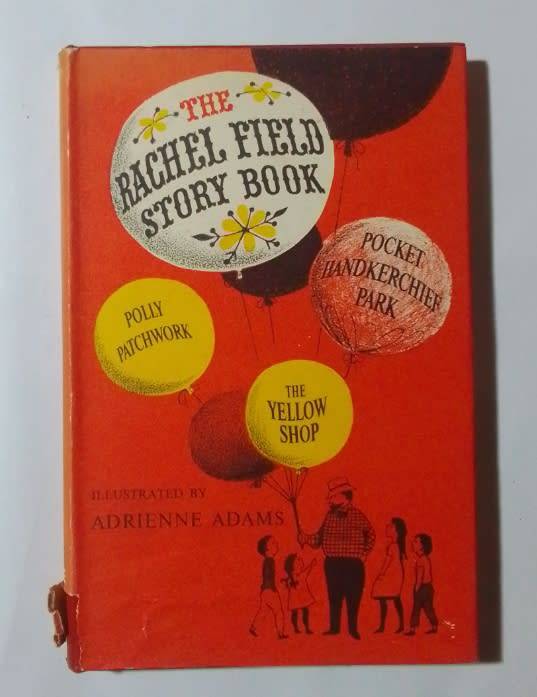 THE
RACHEL FIELD
STORY BOOK
POCKET
HANDKERCHIEF
PARK
POLLY
PATCHWORK
THE
YELLOW
SHOP
ILLUSTRATED BY
ADRIENNE ADAMS